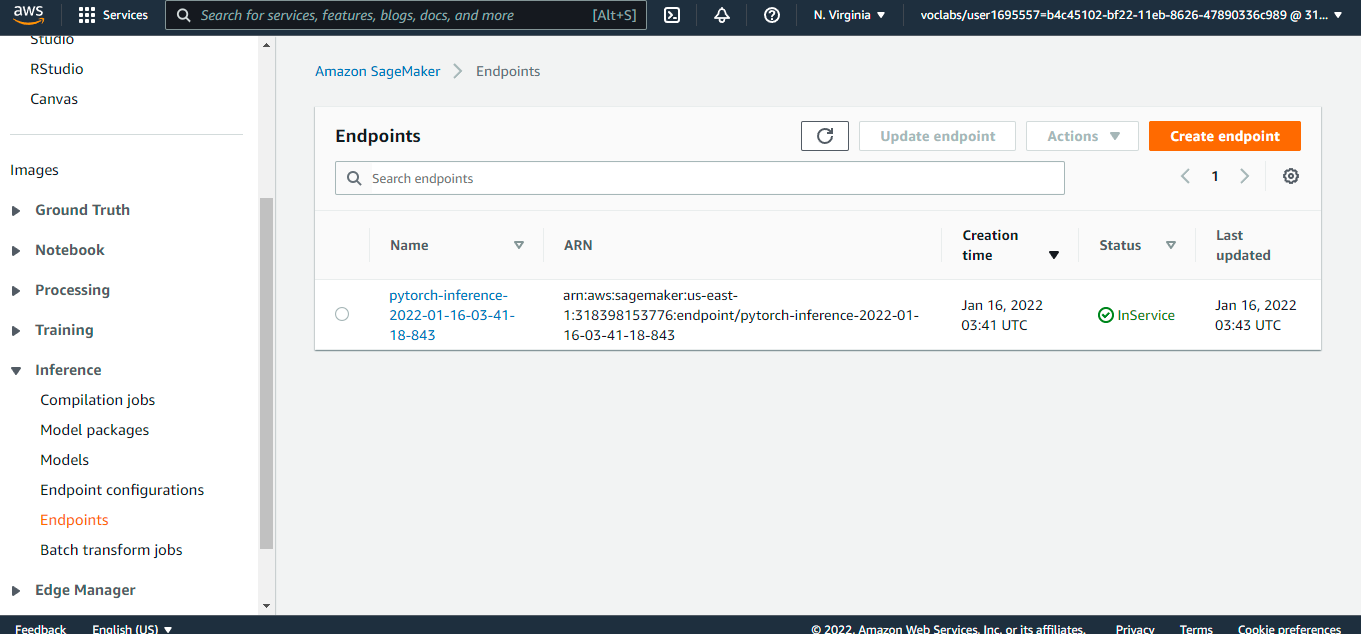 aws
Services
Search for services, features, blogs, docs, and more
[Alt+S]
N. Virginia
voclabs/user1695557=b4c45102-bf22-11eb-8626-47890336c989 @ 31...
Studio
RStudio
Canvas
Images
Ground Truth
Notebook
Processing
Training
Inference
Compilation jobs
Model packages
Models
Endpoint configurations
Endpoints
Batch transform jobs
Edge Manager
Amazon SageMaker
Endpoints
Endpoints
Update endpoint
Actions
Create endpoint
Search endpoints
1
Name
ARN
Creation
time
Status
Last
updated
pytorch-inference-
2022-01-16-03-41-
18-843
arn:aws:sagemaker:us-east-
1:318398153776:endpoint/pytorch-inference-2022-01-
16-03-41-18-843
Jan 16, 2022
03:41 UTC
InService
Jan 16, 2022
03:43 UTC
Feedback
English (US)
© 2022, Amazon Web Services, Inc. or its affiliates.
Privacy
Terms
Cookie preferences